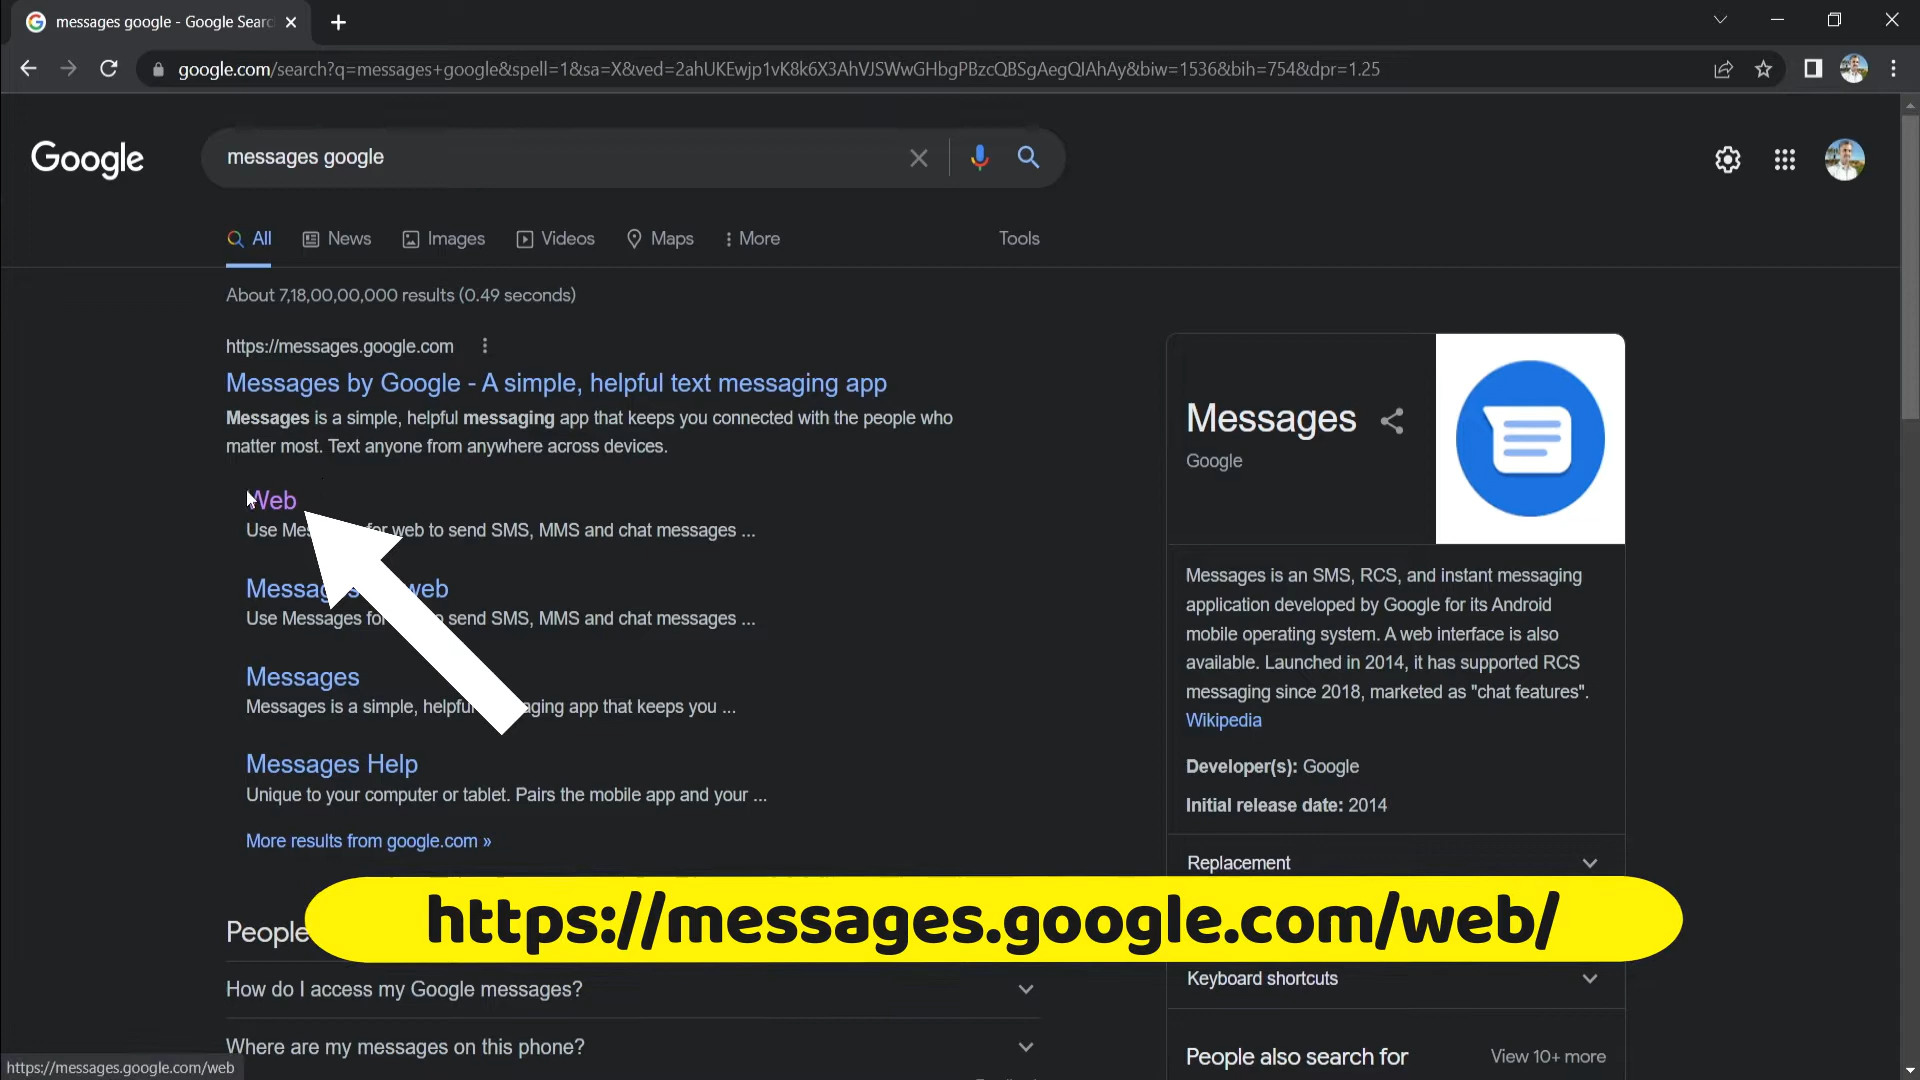 messages google - Google Searc
google.com/search?q=messages+google&spell=1&sa=X&ved=2ahUKEwjp1vK8k6X3AhVJSWwGHbgPBzcQBSgAegQIAhAy&biw=1536&bih=754&dpr=1.25
Google
messages google
All
News
Images
Videos
Maps
More
Tools
About 7,18,00,00,000 results (0.49 seconds)
https://messages.google.com
Messages by Google - A simple, helpful text messaging app
Messages is a simple, helpful messaging app that keeps you connected with the people who
matter most. Text anyone from anywhere across devices.
Web
Use Mes for web to send SMS, MMS and chat messages ...
Messag web
Use Messages for to send SMS, MMS and chat messages ...
Messages
Messages is a simple, helpfu aging app that keeps you ...
Messages Help
Unique to your computer or tablet. Pairs the mobile app and your ...
More results from google.com »
People
How do I access my Google messages?
Where are my messages on this phone?
https://messages.google.com/web
https://messages.google.com/web/
Messages
Google
Messages is an SMS, RCS, and instant messaging
application developed by Google for its Android
mobile operating system. A web interface is also
available. Launched in 2014, it has supported RCS
messaging since 2018, marketed as "chat features".
Wikipedia
Developer(s): Google
Initial release date: 2014
Replacement
Keyboard shortcuts
People also search for
View 10+ more